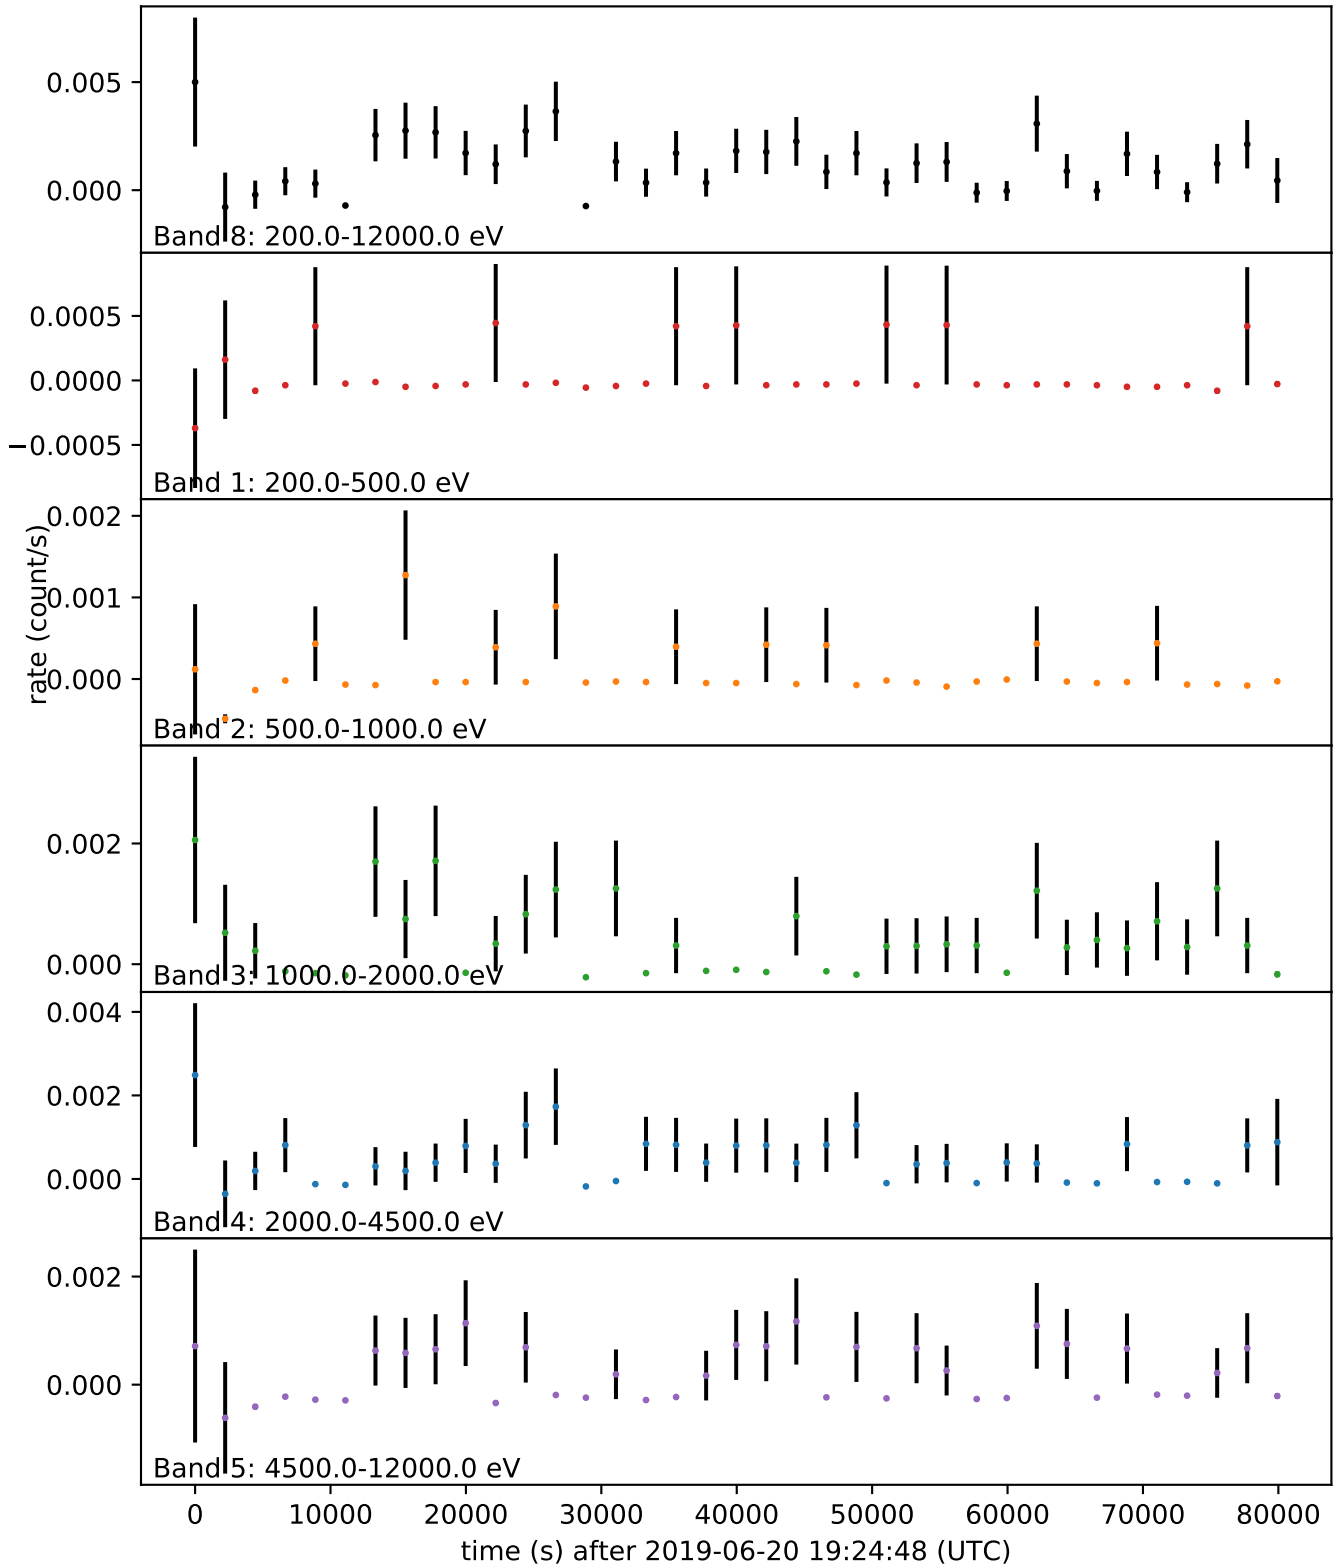 0.005
0.000
Band 8: 200.0-12000.0 eV
0.0005
0.0000
−0.0005
Band 1: 200.0-500.0 eV
0.002
0.001
0.000
Band 2: 500.0-1000.0 eV
rate (count/s)
0.002
0.000
Band 3: 1000.0-2000.0 eV
0.004
0.002
0.000
Band 4: 2000.0-4500.0 eV
0.002
0.000
Band 5: 4500.0-12000.0 eV
0 10000 20000 30000 40000 50000 60000 70000 80000
time (s) after 2019-06-20 19:24:48 (UTC)